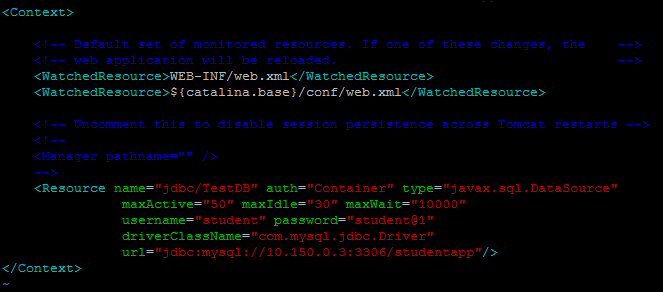 <Context>
<!-- Default set of monitored resources. If one of these changes, the -->
<!-- web application will be reloaded. -->
<WatchedResource>WEB-INF/web.xml</WatchedResource>
<WatchedResource>${catalina.base}/conf/web.xml</WatchedResource>
<!-- Uncomment this to disable session persistence across Tomcat restarts -->
<!--
<Manager pathname="" />
-->
<Resource name="jdbc/TestDB" auth="Container" type="javax.sql.DataSource"
maxActive="50" maxIdle="30" maxWait="10000"
username="student" password="student@1"
driverClassName="com.mysql.jdbc.Driver"
url="jdbc:mysql://10.150.0.3:3306/studentapp"/>
</Context>
~